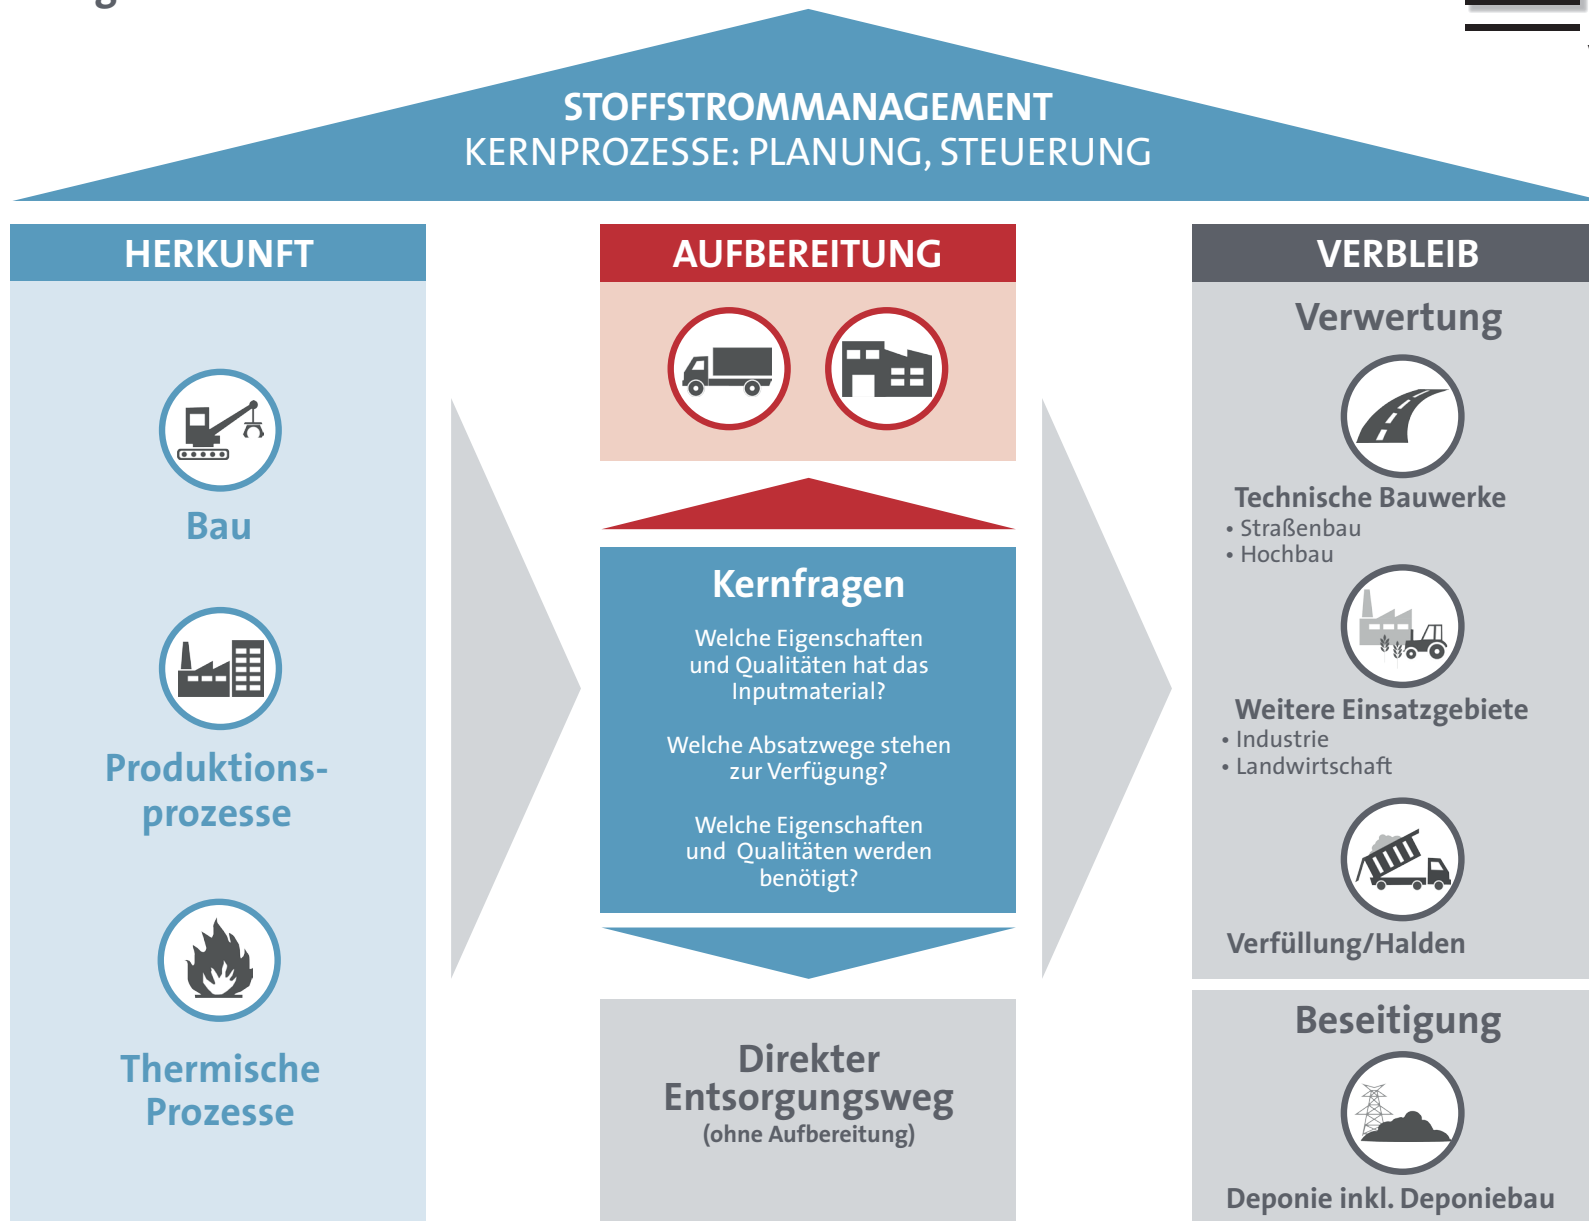 STOFFSTROMMANAGEMENT
KERNPROZESSE: PLANUNG, STEUERUNG
HERKUNFT
Bau
Produktions-
prozesse
Thermische
Prozesse
AUFBEREITUNG
Kernfragen
Welche Eigenschaften
und Qualitäten hat das
Inputmaterial?
Welche Absatzwege stehen
zur Verfügung?
Welche Eigenschaften
und Qualitäten werden
benötigt?
Direkter
Entsorgungsweg
(ohne Aufbereitung)
VERBLEIB
Verwertung
Technische Bauwerke
• Straßenbau
• Hochbau
Weitere Einsatzgebiete
• Industrie
• Landwirtschaft
Verfüllung/Halden
Beseitigung
Deponie inkl. Deponiebau